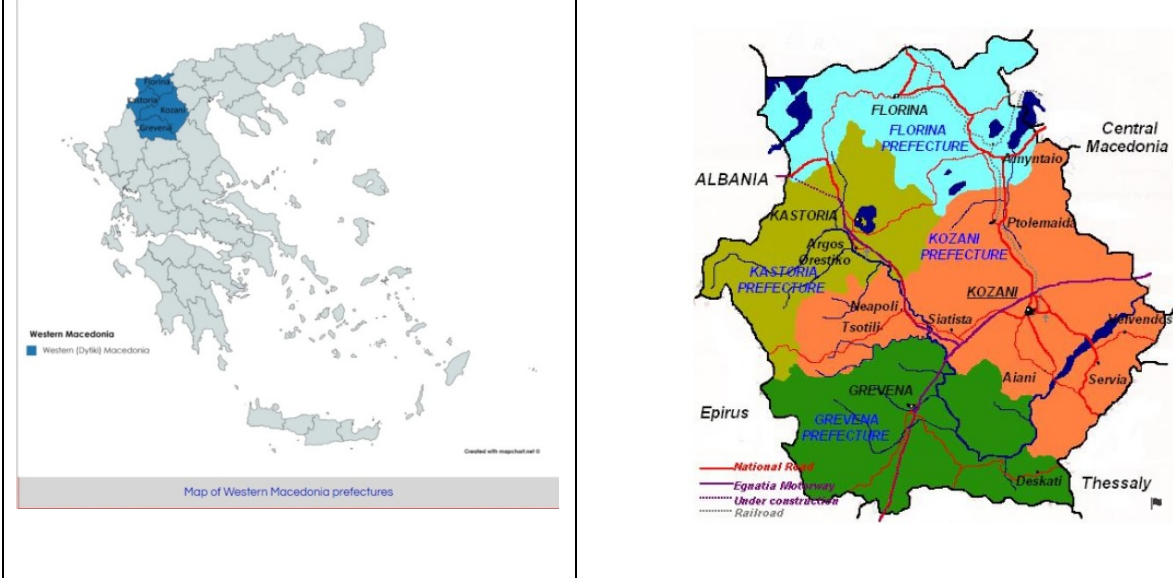 Florina
Kastoria
Kozani
Grevena
Western Macedonia
Western (Dytiki) Macedonia
Created with mapchart.net ©
Map of Western Macedonia prefectures
FLORINA
FLORINA
PREFECTURE
Central
Macedonia
Amyntaio
ALBANIA
KASTORIA
Ptolemaida
Argos
Orestiko
KOZANI
PREFECTURE
KASTORIA
PREFECTURE
KOZANI
Neapoli
Tsotili
Siatista
Velvendos
Aiani
Servia
GREVENA
Epirus
GREVENA
PREFECTURE
National Road
Egnatia Motorway
Under construction
Railroad
Deskati
Thessaly